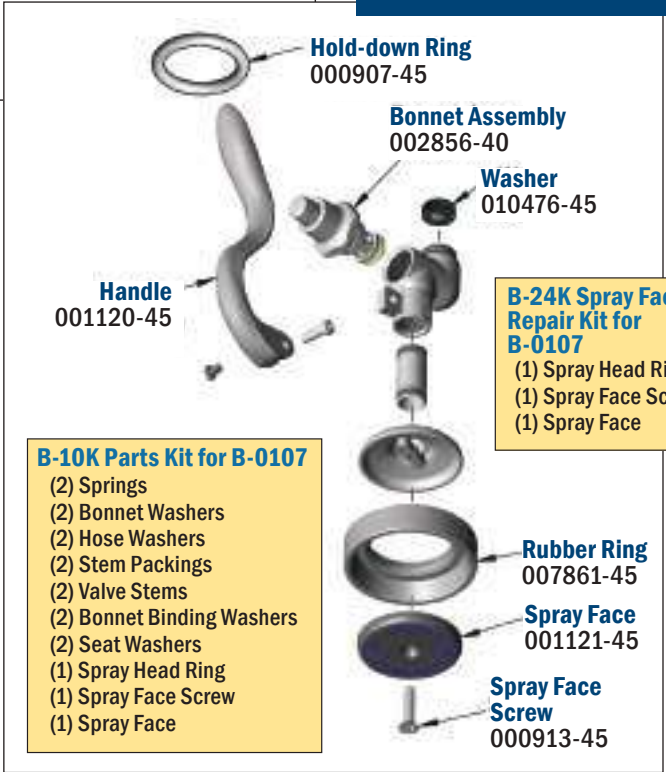 Hold-down Ring
000907-45
Bonnet Assembly
002856-40
Washer
010476-45
Handle
001120-45
B-24K Spray
Repair Kit for
B-0107
(1) Spray Head
(1) Spray Face
(1) Spray Face
B-10K Parts Kit for B-0107
(2) Springs
(2) Bonnet Washers
(2) Hose Washers
(2) Stem Packings
(2) Valve Stems
(2) Bonnet Binding Washers
(2) Seat Washers
(1) Spray Head Ring
(1) Spray Face Screw
(1) Spray Face
Rubber Ring
007861-45
Spray Face
001121-45
Spray Face
Screw
000913-45